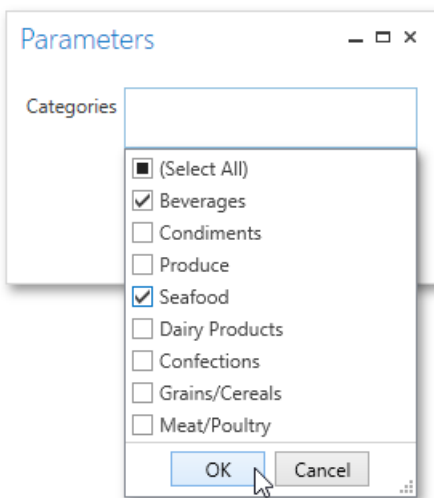 Parameters
Categories
(Select All)
Beverages
Condiments
Produce
Seafood
Dairy Products
Confections
Grains/Cereals
Meat/Poultry
OK Cancel